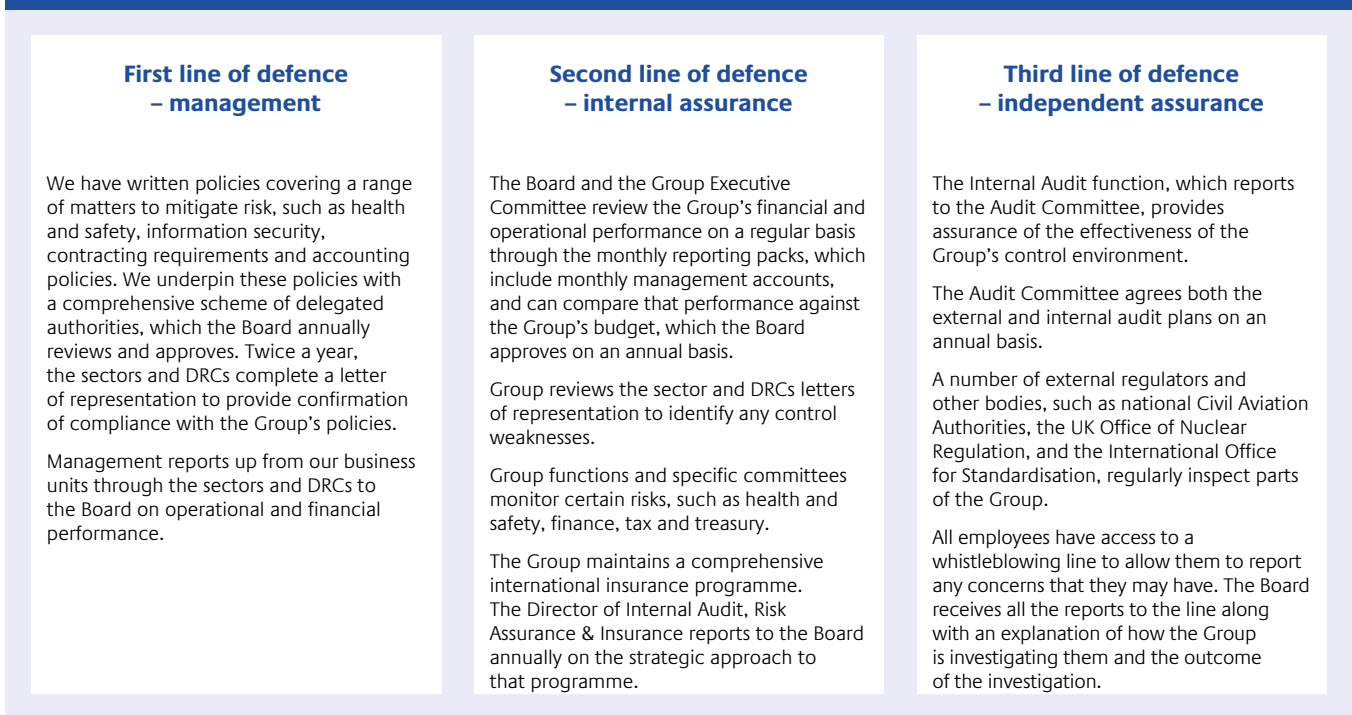 First line of defence
– management
We have written policies covering a range
of matters to mitigate risk, such as health
and safety, information security,
contracting requirements and accounting
policies. We underpin these policies with
a comprehensive scheme of delegated
authorities, which the Board annually
reviews and approves. Twice a year,
the sectors and DRCs complete a letter
of representation to provide confirmation
of compliance with the Group's policies.
Management reports up from our business
units through the sectors and DRCs to
the Board on operational and financial
performance.
Second line of defence
– internal assurance
The Board and the Group Executive
Committee review the Group's financial and
operational performance on a regular basis
through the monthly reporting packs, which
include monthly management accounts,
and can compare that performance against
the Group's budget, which the Board
approves on an annual basis.
Group reviews the sector and DRCs letters
of representation to identify any control
weaknesses.
Group functions and specific committees
monitor certain risks, such as health and
safety, finance, tax and treasury.
The Group maintains a comprehensive
international insurance programme.
The Director of Internal Audit, Risk
Assurance & Insurance reports to the Board
annually on the strategic approach to
that programme.
Third line of defence
– independent assurance
The Internal Audit function, which reports
to the Audit Committee, provides
assurance of the effectiveness of the
Group's control environment.
The Audit Committee agrees both the
external and internal audit plans on an
annual basis.
A number of external regulators and
other bodies, such as national Civil Aviation
Authorities, the UK Office of Nuclear
Regulation, and the International Office
for Standardisation, regularly inspect parts
of the Group.
All employees have access to a
whistleblowing line to allow them to report
any concerns that they may have. The Board
receives all the reports to the line along
with an explanation of how the Group
is investigating them and the outcome
of the investigation.